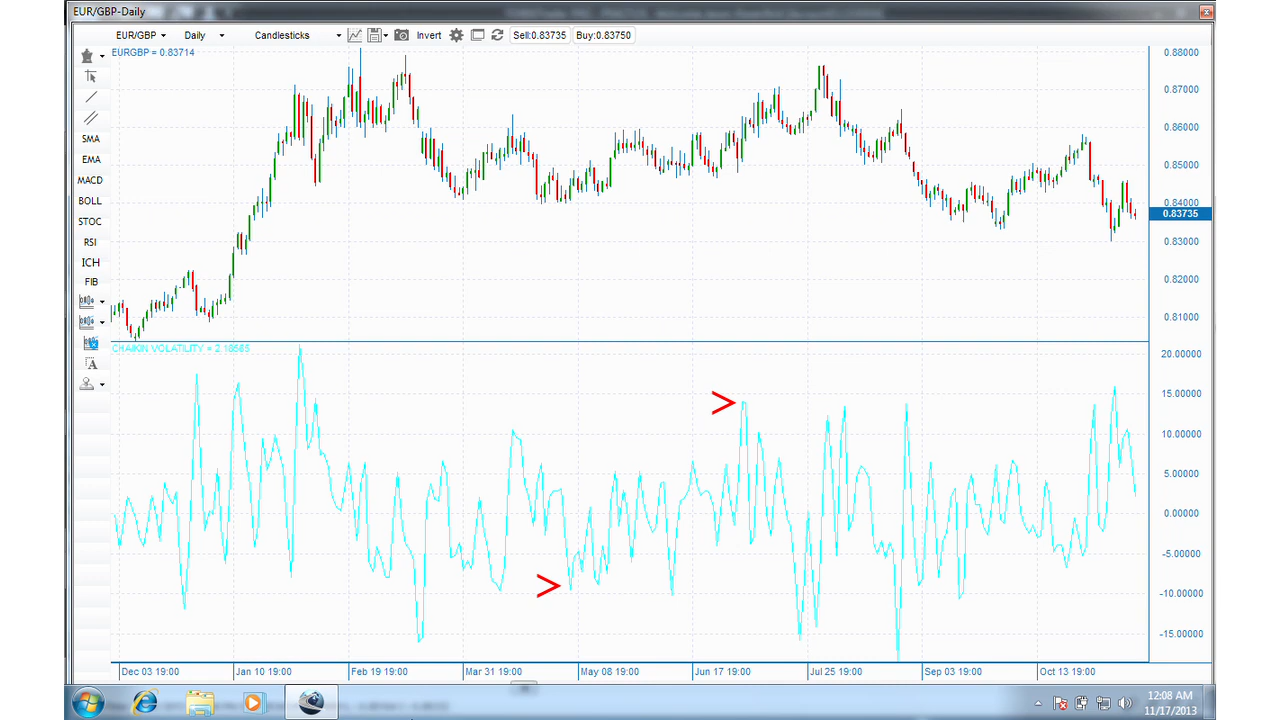 EUR/GBP-Daily
EUR/GBP Daily Candlesticks Invert Sell:0.83735 Buy:0.83750
EURGBP = 0.83714
SMA
EMA
MACD
BOLL
STOC
RSI
ICH
FIB
A
0.88000
0.87000
0.86000
0.85000
0.84000
0.83735
0.83000
0.82000
0.81000
CHAIKIN VOLATILITY = 2.18565
20.00000
15.00000
10.00000
5.00000
0.00000
-5.00000
-10.00000
-15.00000
>
>
Dec 03 19:00 Jan 10 19:00 Feb 19 19:00 Mar 31 19:00 May 08 19:00 Jun 17 19:00 Jul 25 19:00 Sep 03 19:00 Oct 13 19:00
12:08 AM
11/17/2013